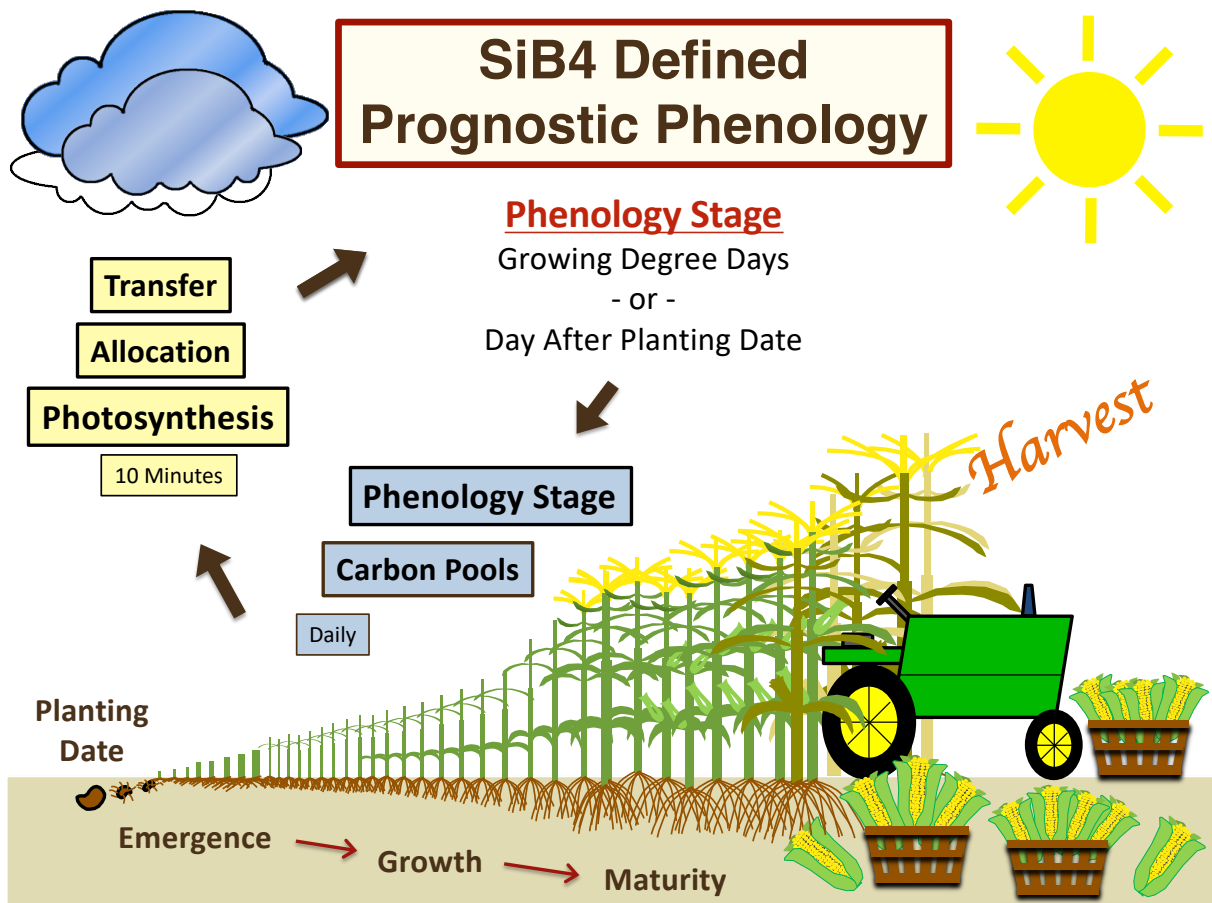 SiB4 Defined
Prognostic Phenology
Phenology Stage
Growing Degree Days
- or -
Day After Planting Date
Transfer
Allocation
Photosynthesis
10 Minutes
Harvest
Phenology Stage
Carbon Pools
Daily
Planting
Date
Emergence
Growth
Maturity